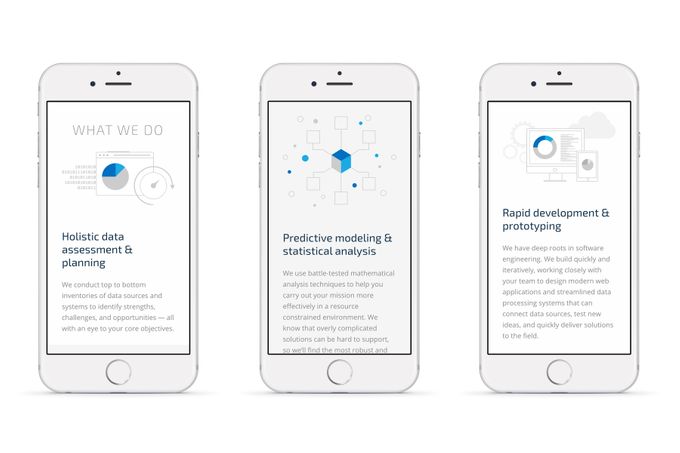 WHAT WE DO
Holistic data
assessment &
planning
We conduct top to bottom
inventories of data sources and
systems to identify strengths,
challenges, and opportunities — all
with an eye to your core objectives.
Predictive modeling &
statistical analysis
We use battle-tested mathematical
analysis techniques to help you
carry out your mission more
effectively in a resource
constrained environment. We
know that overly complicated
solutions can be hard to support,
so we'll find the most robust and
Rapid development &
prototyping
We have deep roots in software
engineering. We build quickly and
iteratively, working closely with
your team to design modern web
applications and streamlined data
processing systems that can
connect data sources, test new
ideas, and quickly deliver solutions
to the field.